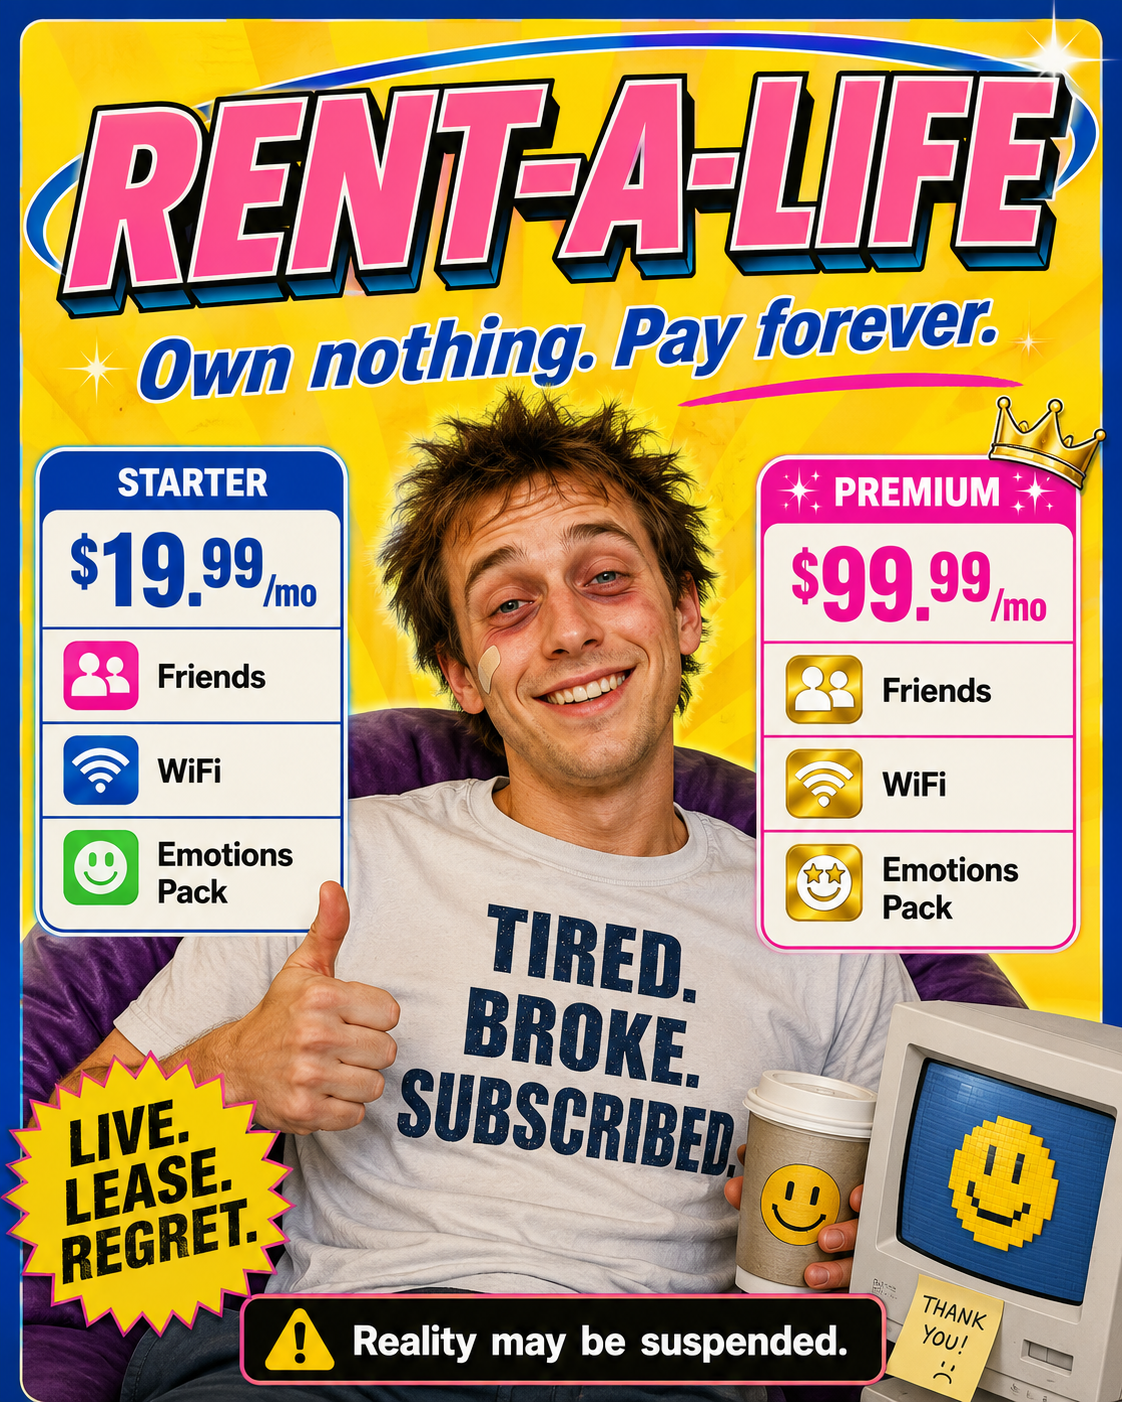 RENT-A-LIFE
Own nothing. Pay forever.
STARTER
$19.99/mo
Friends
WiFi
Emotions
Pack
PREMIUM
$99.99/mo
Friends
WiFi
Emotions
Pack
TIRED.
BROKE.
SUBSCRIBED.
LIVE.
LEASE.
REGRET.
THANK
YOU!
Reality may be suspended.